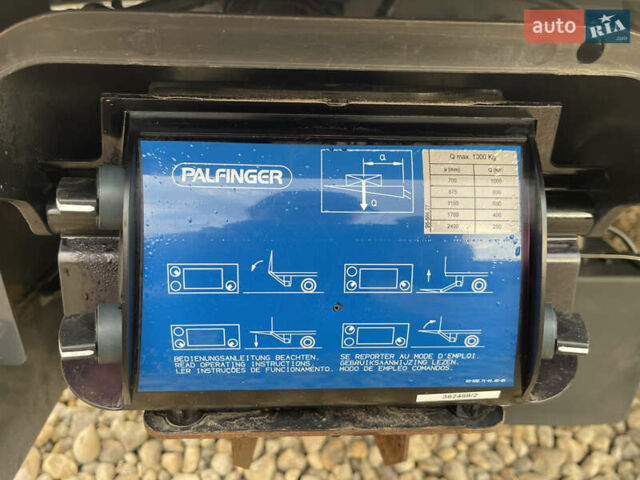 auto RIA .com
PALFINGER
a
Q
Q max. 1000 Kg
a (mm) Q (kg)
700 1000
875 800
1150 600
1700 400
2400 250
BEDIENUNGSANLEITUNG BEACHTEN.
READ OPERATING INSTRUCTIONS
LER INSTRUÇÕES DE FUNCIONAMENTO.
SE REPORTER AU MODE D'EMPLOI.
GEBRUIKSAANWIJZING LEZEN.
MODO DE EMPLEO COMANDOS.
382468/2